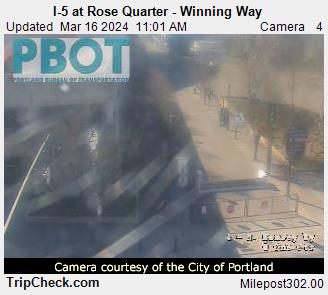 I-5 at Rose Quarter - Winning Way
Updated Mar 16 2024 11:01 AM Camera 4
PBOT
PORTLAND BUREAU OF TRANSPORTATION
Camera courtesy of the City of Portland
TripCheck.com Milepost302.00